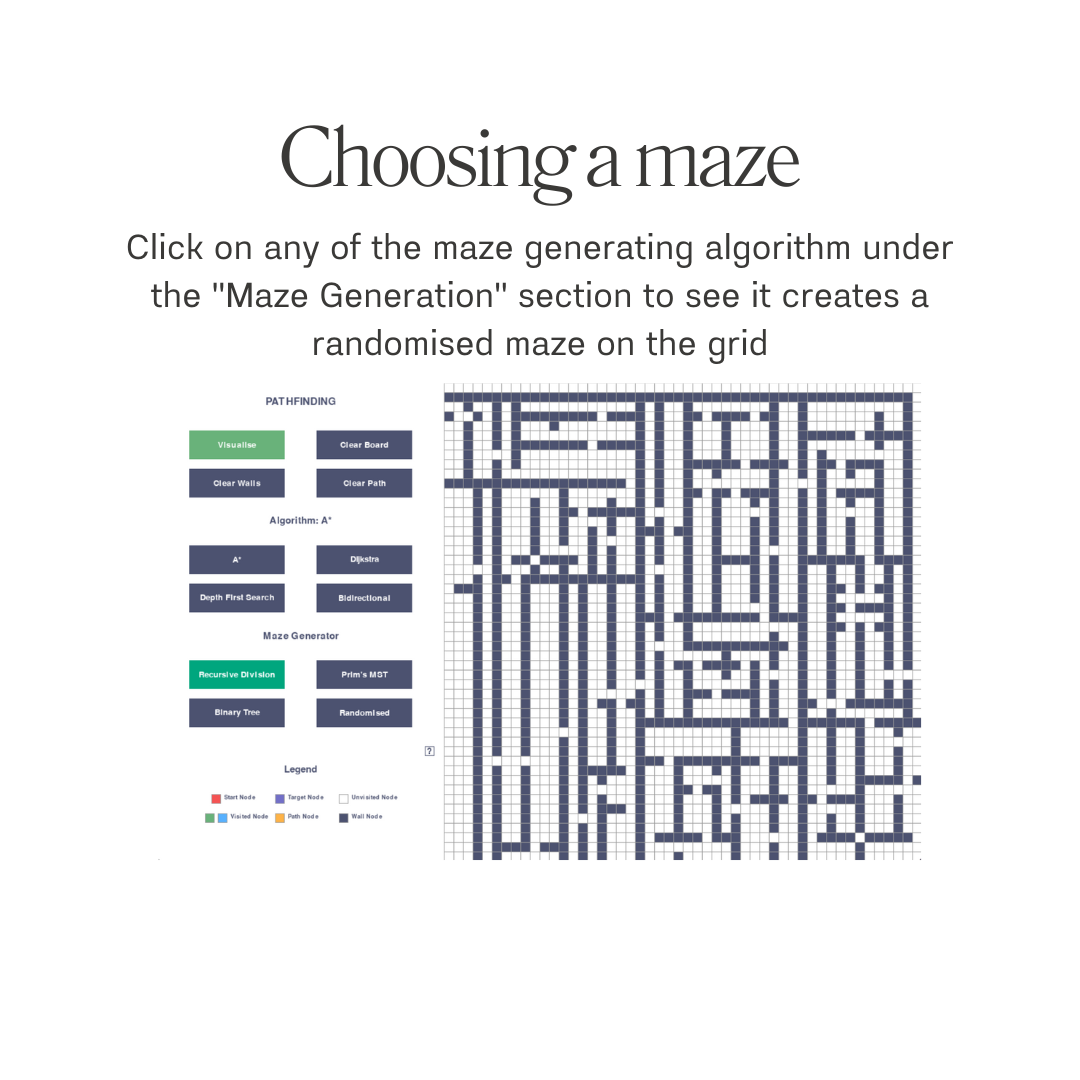 Choosing a maze
Click on any of the maze generating algorithm under
the "Maze Generation" section to see it creates a
randomised maze on the grid
PATHFINDING
Visualise
Clear Board
Clear Walls
Clear Path
Algorithm: A*
A*
Dijkstra
Depth First Search
Bidirectional
Maze Generator
Recursive Division
Prim's MST
Binary Tree
Randomised
?
Legend
Start Node
Target Node
Unvisited Node
Visited Node
Path Node
Wall Node